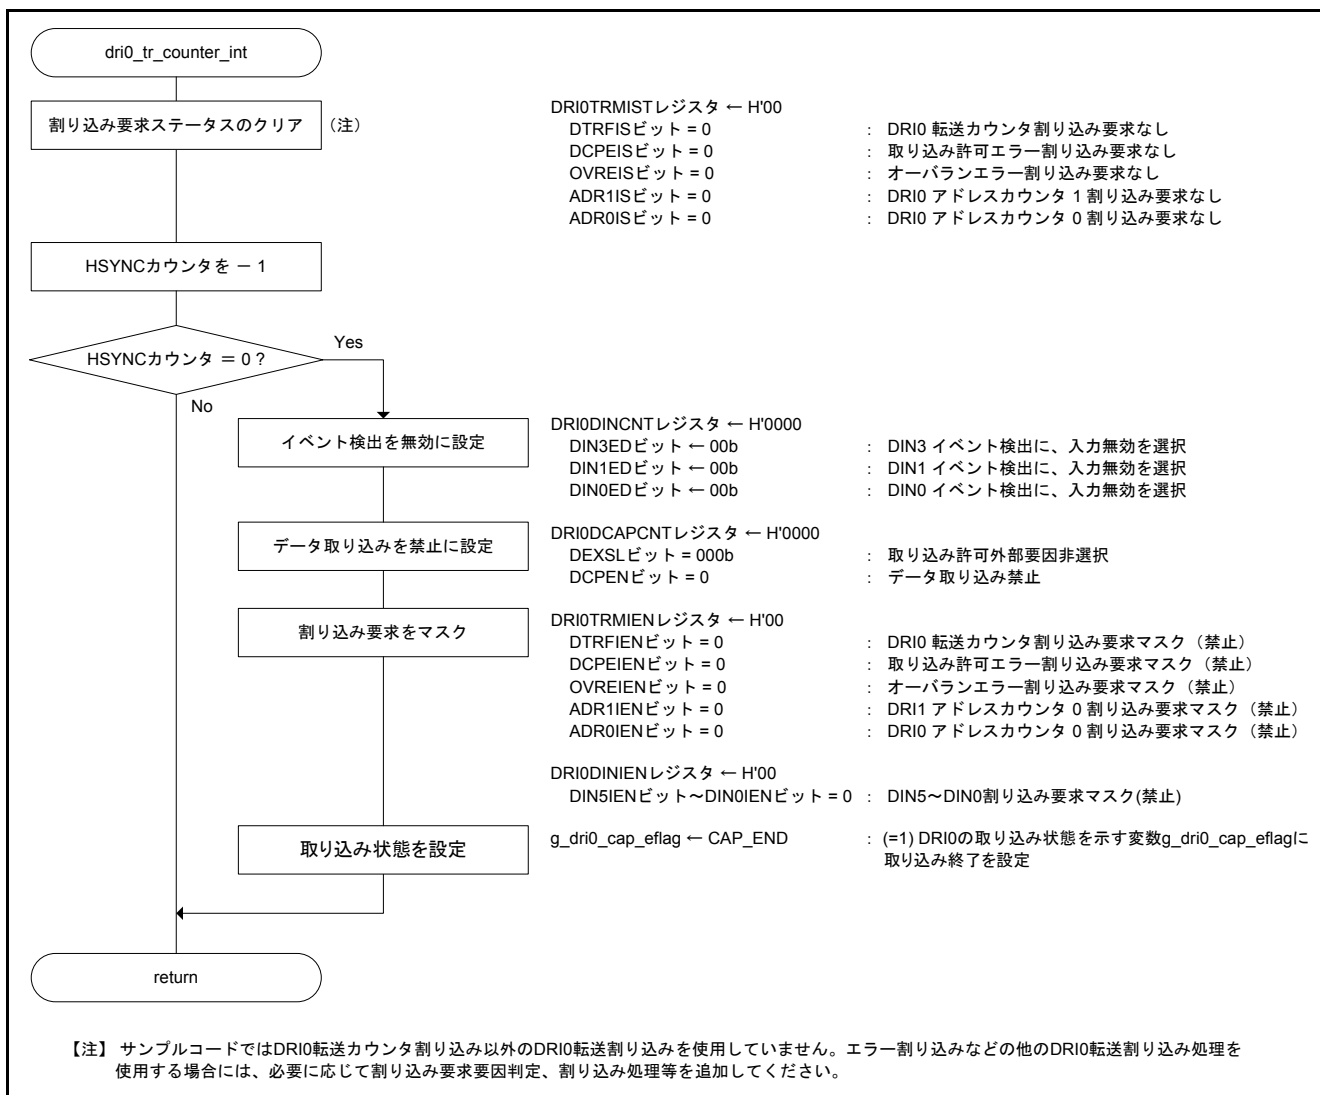 dri0_tr_counter_int
割り込み要求ステータスのクリア （注）
DRI0TRMISTレジスタ ← H'00
DTRFISビット = 0 : DRI0 転送カウンタ割り込み要求なし
DCPEISビット = 0 : 取り込み許可エラー割り込み要求なし
OVREISビット = 0 : オーバランエラー割り込み要求なし
ADR1ISビット = 0 : DRI0 アドレスカウンタ 1 割り込み要求なし
ADR0ISビット = 0 : DRI0 アドレスカウンタ 0 割り込み要求なし
HSYNCカウンタを － 1
HSYNCカウンタ ＝ 0 ?
Yes
No
イベント検出を無効に設定
DRI0DINCNTレジスタ ← H'0000
DIN3EDビット ← 00b : DIN3 イベント検出に、入力無効を選択
DIN1EDビット ← 00b : DIN1 イベント検出に、入力無効を選択
DIN0EDビット ← 00b : DIN0 イベント検出に、入力無効を選択
データ取り込みを禁止に設定
DRI0DCAPCNTレジスタ ← H'0000
DEXSLビット = 000b : 取り込み許可外部要因非選択
DCPENビット = 0 : データ取り込み禁止
割り込み要求をマスク
DRI0TRMIENレジスタ ← H'00
DTRFIENビット = 0 : DRI0 転送カウンタ割り込み要求マスク（禁止）
DCPEIENビット = 0 : 取り込み許可エラー割り込み要求マスク（禁止）
OVREIENビット = 0 : オーバランエラー割り込み要求マスク（禁止）
ADR1IENビット = 0 : DRI1 アドレスカウンタ 0 割り込み要求マスク（禁止）
ADR0IENビット = 0 : DRI0 アドレスカウンタ 0 割り込み要求マスク（禁止）
DRI0DINIENレジスタ ← H'00
DIN5IENビット～DIN0IENビット = 0 : DIN5～DIN0割り込み要求マスク(禁止)
取り込み状態を設定
g_dri0_cap_eflag ← CAP_END : (=1) DRI0の取り込み状態を示す変数g_dri0_cap_eflagに
取り込み終了を設定
return
【注】 サンプルコードではDRI0転送カウンタ割り込み以外のDRI0転送割り込みを使用していません。エラー割り込みなどの他のDRI0転送割り込み処理を
使用する場合には、必要に応じて割り込み要求要因判定、割り込み処理等を追加してください。